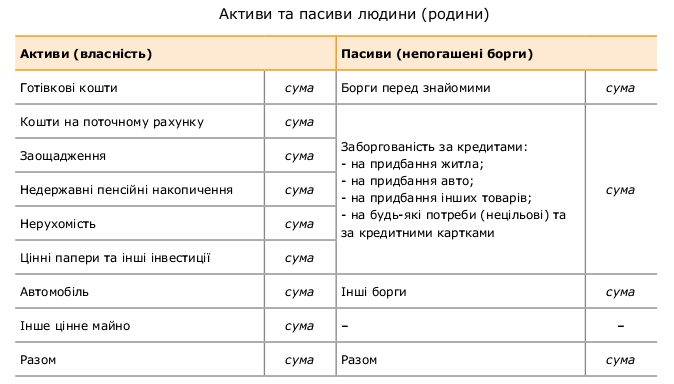 Активи та пасиви людини (родини)
Активи (власність) Пасиви (непогашені борги)
Готівкові кошти сума Борги перед знайомими сума
Кошти на поточному рахунку сума
Заощадження сума
Недержавні пенсійні накопичення сума
Нерухомість сума
Цінні папери та інші інвестиції сума
Заборгованість за кредитами:
- на придбання житла;
- на придбання авто;
- на придбання інших товарів;
- на будь-які потреби (нецільові) та
за кредитними картками
сума
Автомобіль сума Інші борги сума
Інше цінне майно сума – –
Разом сума Разом сума